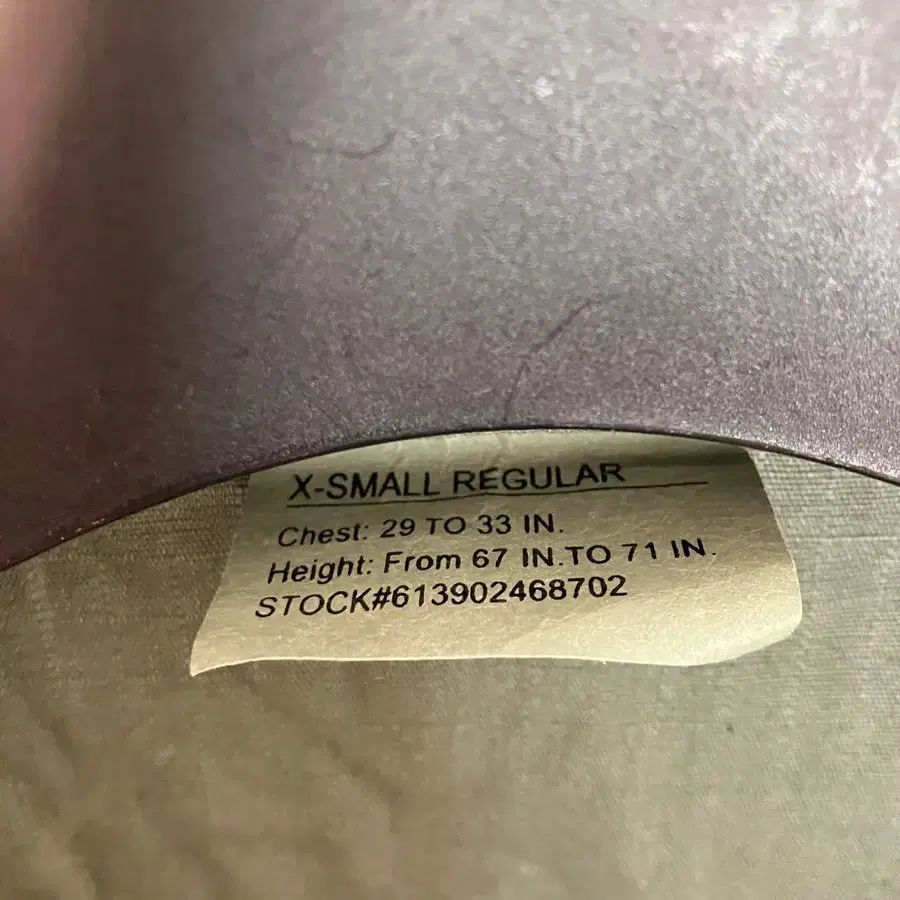 X-SMALL REGULAR
Chest: 29 TO 33 IN.
Height: From 67 IN.TO 71 IN.
STOCK#613902468702